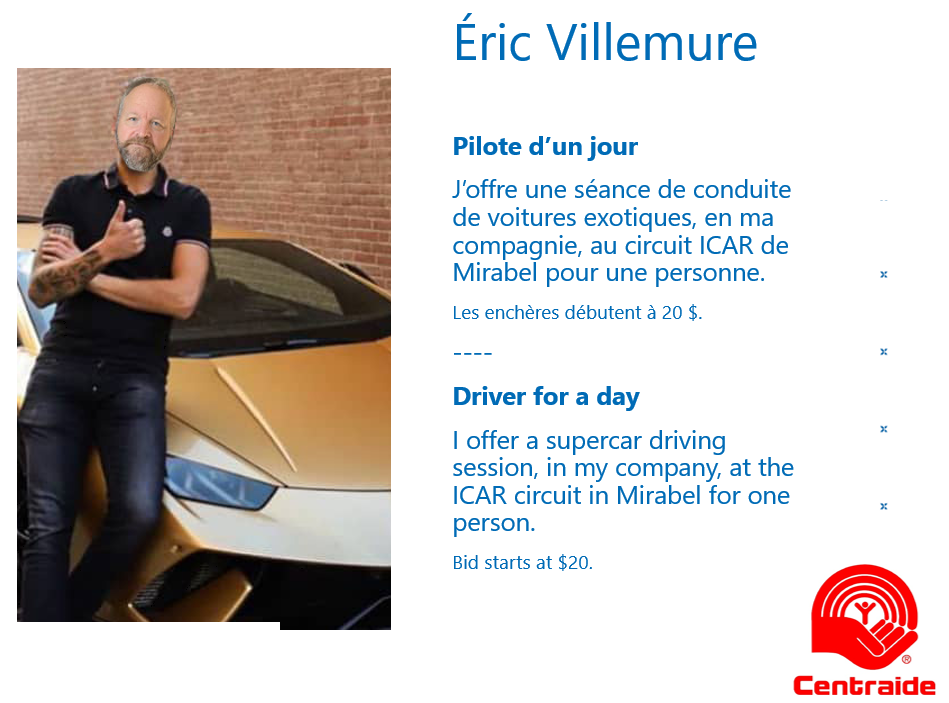 Éric Villemure
Pilote d’un jour
J’offre une séance de conduite
de voitures exotiques, en ma
compagnie, au circuit ICAR de
Mirabel pour une personne.
Les enchères débutent à 20 $.
----
Driver for a day
I offer a supercar driving
session, in my company, at the
ICAR circuit in Mirabel for one
person.
Bid starts at $20.
®
Centraide